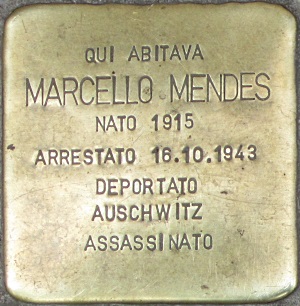 QUI ABITAVA
MARCELLO MENDES
NATO 1915
ARRESTATO 16.10.1943
DEPORTATO
AUSCHWITZ
ASSASSINATO